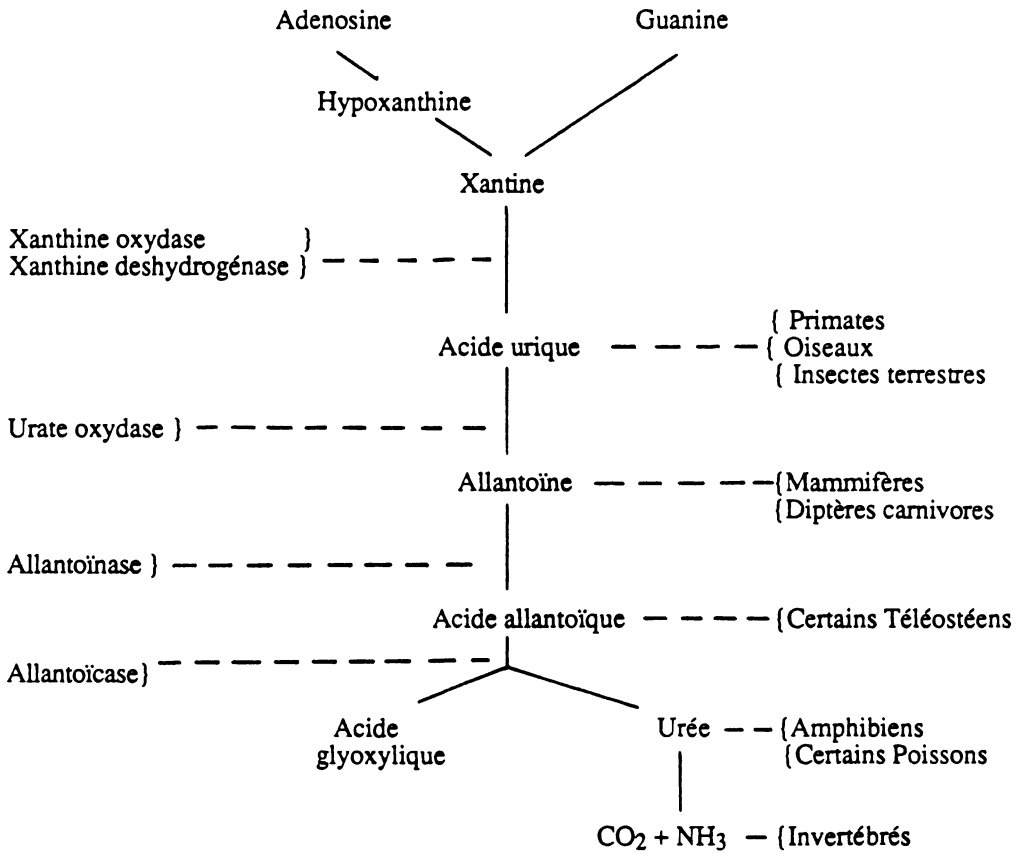 Adenosine Guanine
Hypoxanthine
Xantine
Xanthine oxydase }
Xanthine deshydrogénase }
{ Primates
Acide urique { Oiseaux
{ Insectes terrestres
Urate oxydase }
Allantoïne {Mammifères
{Diptères carnivores
Allantoïnase }
Acide allantoïque {Certains Téléostéens
Allantoïcase}
Acide Urée {Amphibiens
glyoxylique {Certains Poissons
CO2 + NH3 {Invertébrés